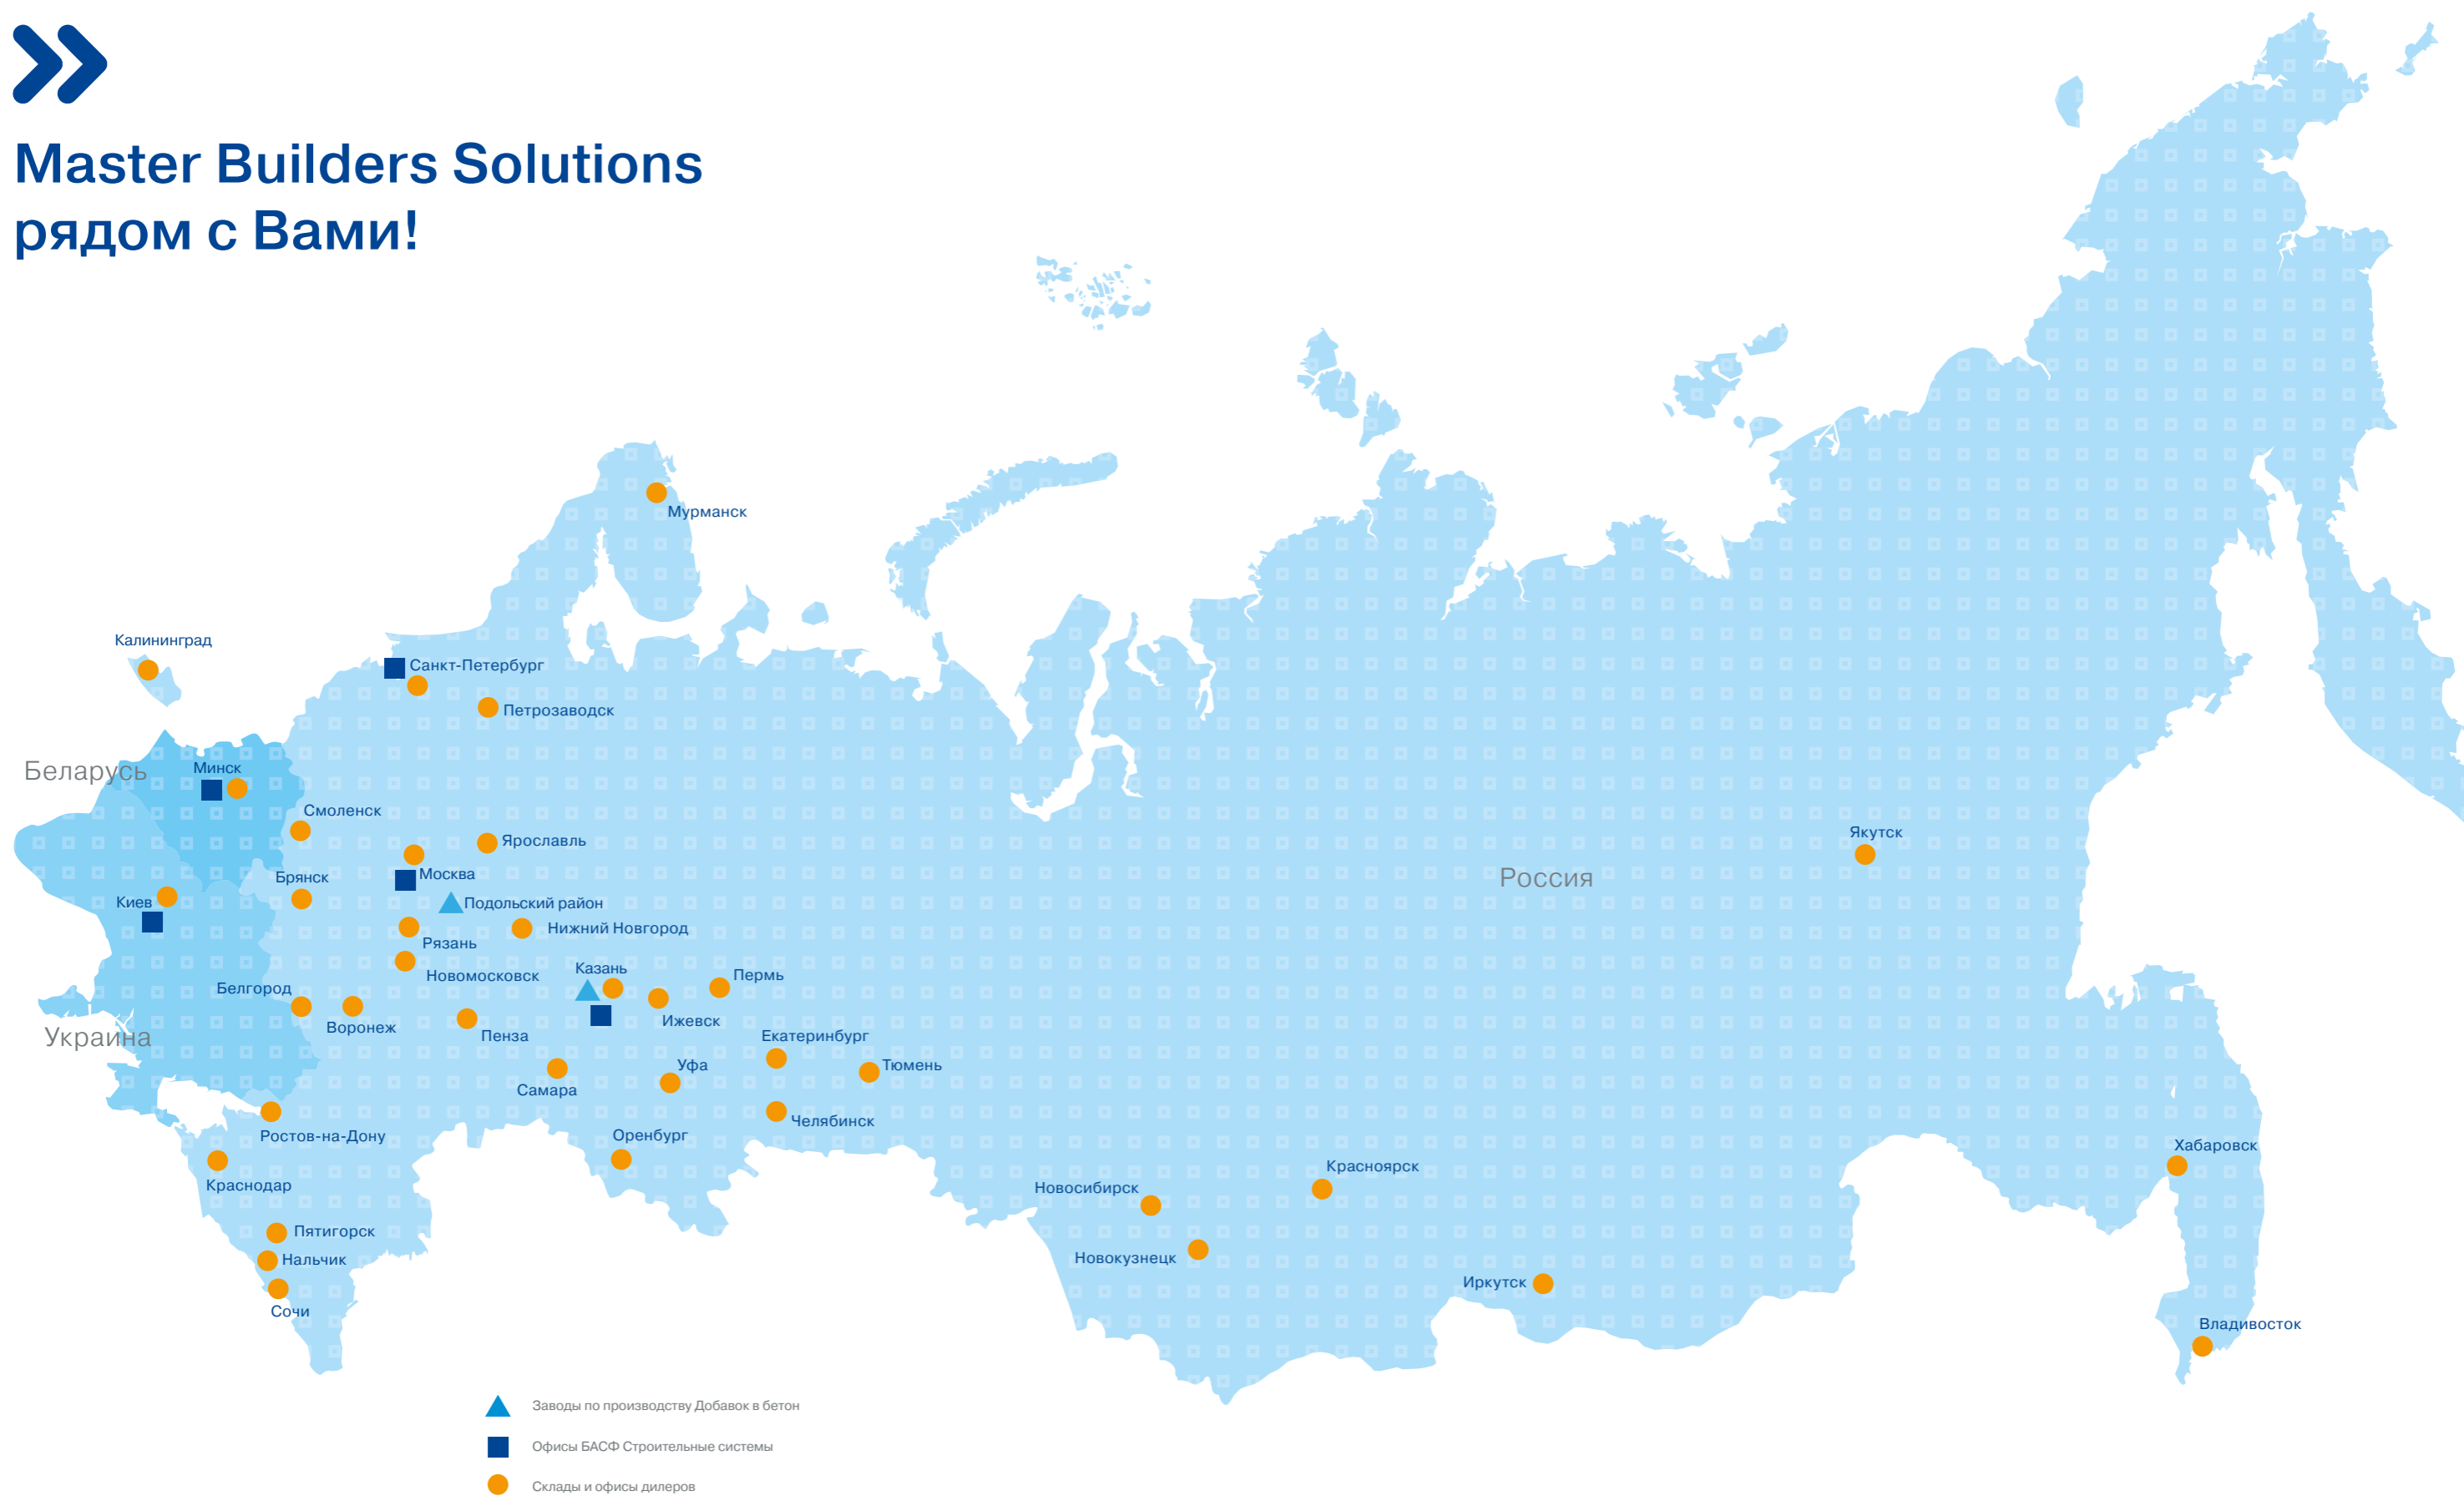 Master Builders Solutions
рядом с Вами!
Мурманск
Калининград
Санкт-Петербург
Петрозаводск
Беларусь
Минск
Смоленск
Якутск
Ярославль
Москва
Брянск
Россия
Киев
Подольский район
Нижний Новгород
Рязань
Казань
Новомосковск
Пермь
Белгород
Ижевск
Воронеж
Украина
Пенза
Екатеринбург
Уфа
Тюмень
Самара
Челябинск
Ростов-на-Дону
Оренбург
Хабаровск
Красноярск
Краснодар
Новосибирск
Пятигорск
Нальчик
Новокузнецк
Иркутск
Сочи
Владивосток
Заводы по производству Добавок в бетон
Офисы БАСФ Строительные системы
Склады и офисы дилеров